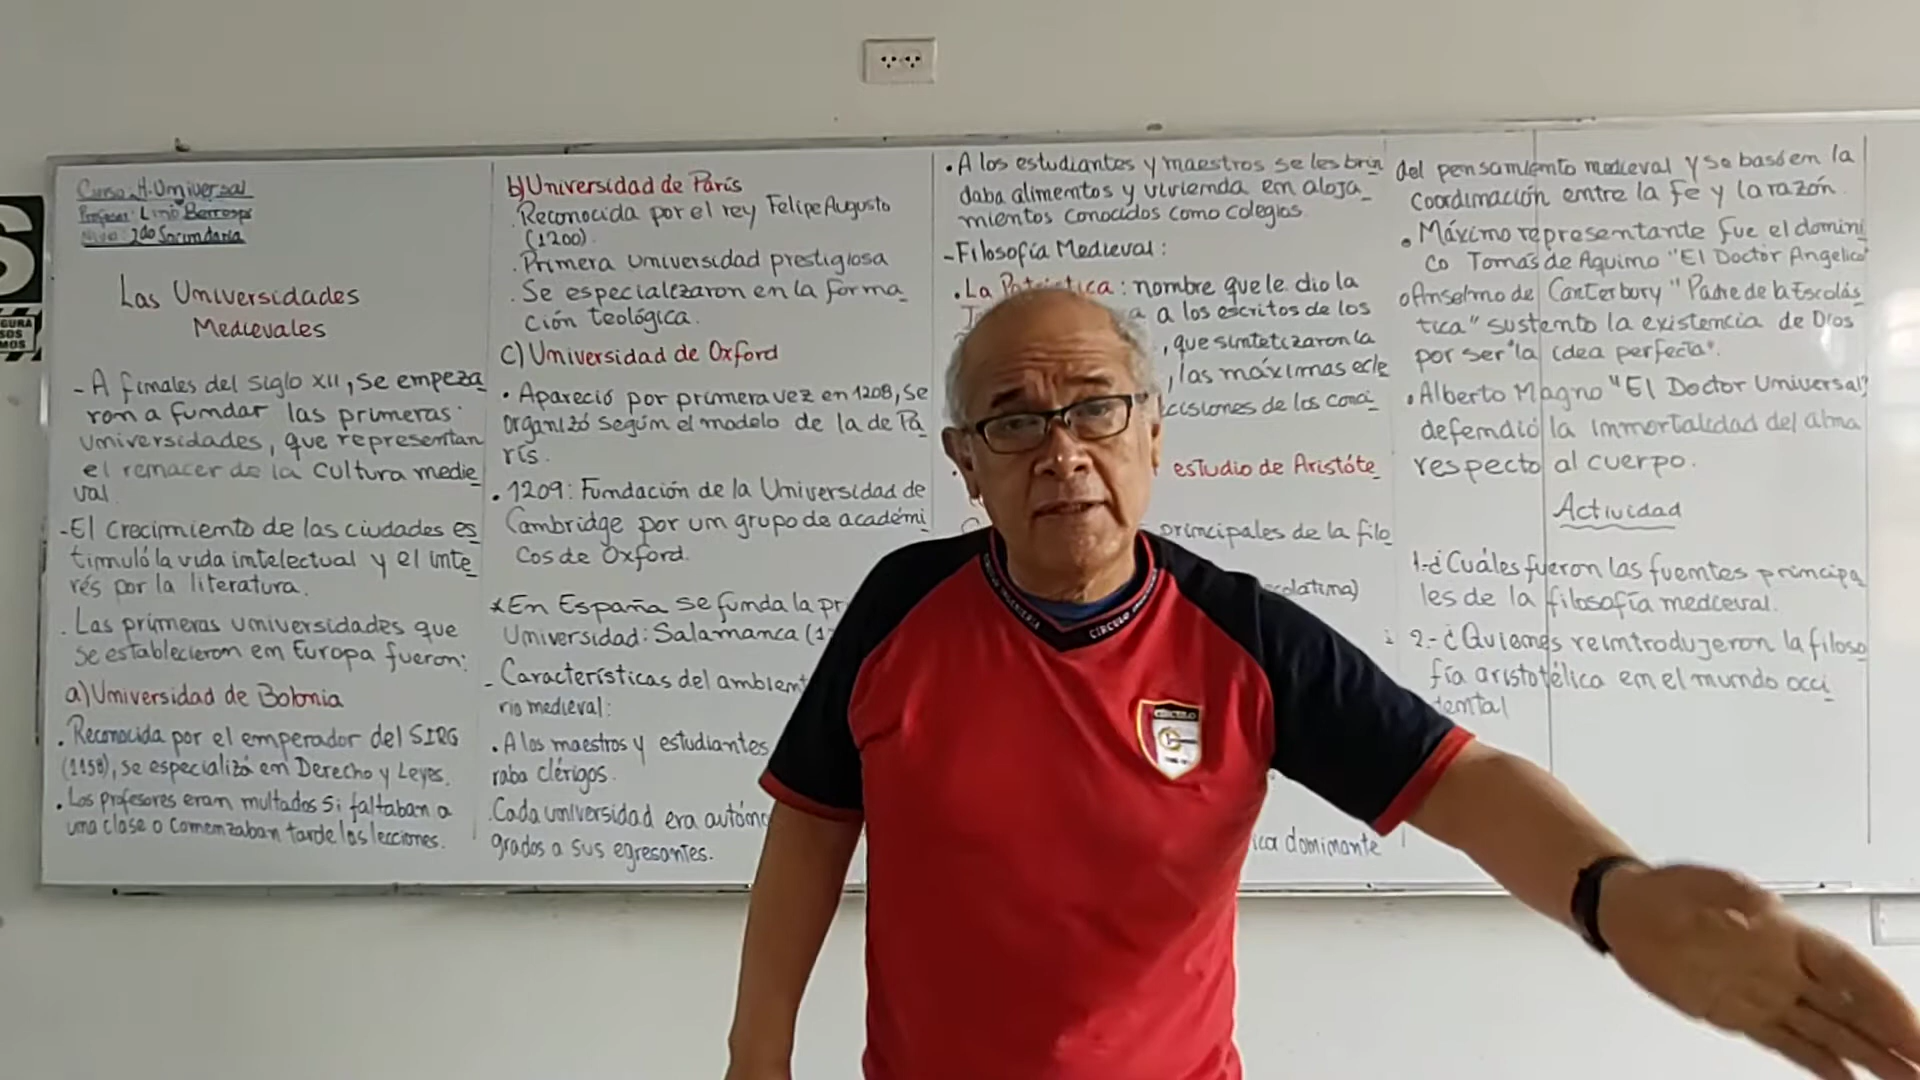 Curso: H. Universal
Profesor: Lino Berrospi
Nivel: 2do Secundaria
Las Universidades
Medievales
- A finales del siglo XII, se empeza
ron a fundar las primeras
Universidades, que representan
el renacer de la cultura medie
val.
- El crecimiento de las ciudades es
timuló la vida intelectual y el inte
rés por la literatura.
. Las primeras universidades que
se establecieron en Europa fueron:
a) Universidad de Bolonia
. Reconocida por el emperador del SIRG
(1158), se especializó en Derecho y Leyes.
. Los profesores eran multados si faltaban a
una clase o comenzaban tarde las lecciones.
b) Universidad de París
. Reconocida por el rey Felipe Augusto
(1200).
. Primera universidad prestigiosa
. Se especializaron en la forma
ción teológica.
c) Universidad de Oxford
. Apareció por primera vez en 1208, se
organizó según el modelo de la de Pa
rís.
. 1209: Fundación de la Universidad de
Cambridge por un grupo de académi
cos de Oxford.
* En España se funda la pr
Universidad: Salamanca (1
- Características del ambient
rio medieval:
. A los maestros y estudiantes
raba clérigos.
. Cada universidad era autóno
grados a sus egresantes.
. A los estudiantes y maestros se les brin
daba alimentos y vivienda en aloja
mientos conocidos como colegios
- Filosofía Medieval:
. La Patrística: nombre que le dio la
a a los escritos de los
, que sintetizaron la
, las máximas ecle
cisiones de los conci
estudio de Aristóte
principales de la filo
colatina)
ica dominante
del pensamiento medieval y se basó en la
coordinación entre la fe y la razón.
. Máximo representante fue el domini
co Tomás de Aquino "El Doctor Angelico"
o Anselmo de Canterbory "Padre de la Escolás
tica" sustento la existencia de Dios
por ser "la idea perfecta".
. Alberto Magno "El Doctor Universal"
defendió la inmortalidad del alma
respecto al cuerpo.
Actividad
1.- ¿Cuáles fueron las fuentes principa
les de la filosofía medieval.
2.- ¿Quienes reintrodujeron la filoso
fía aristotélica en el mundo occi
dental
S
GURA
SOS
MOS
CÍRCULO
CÍRCULO